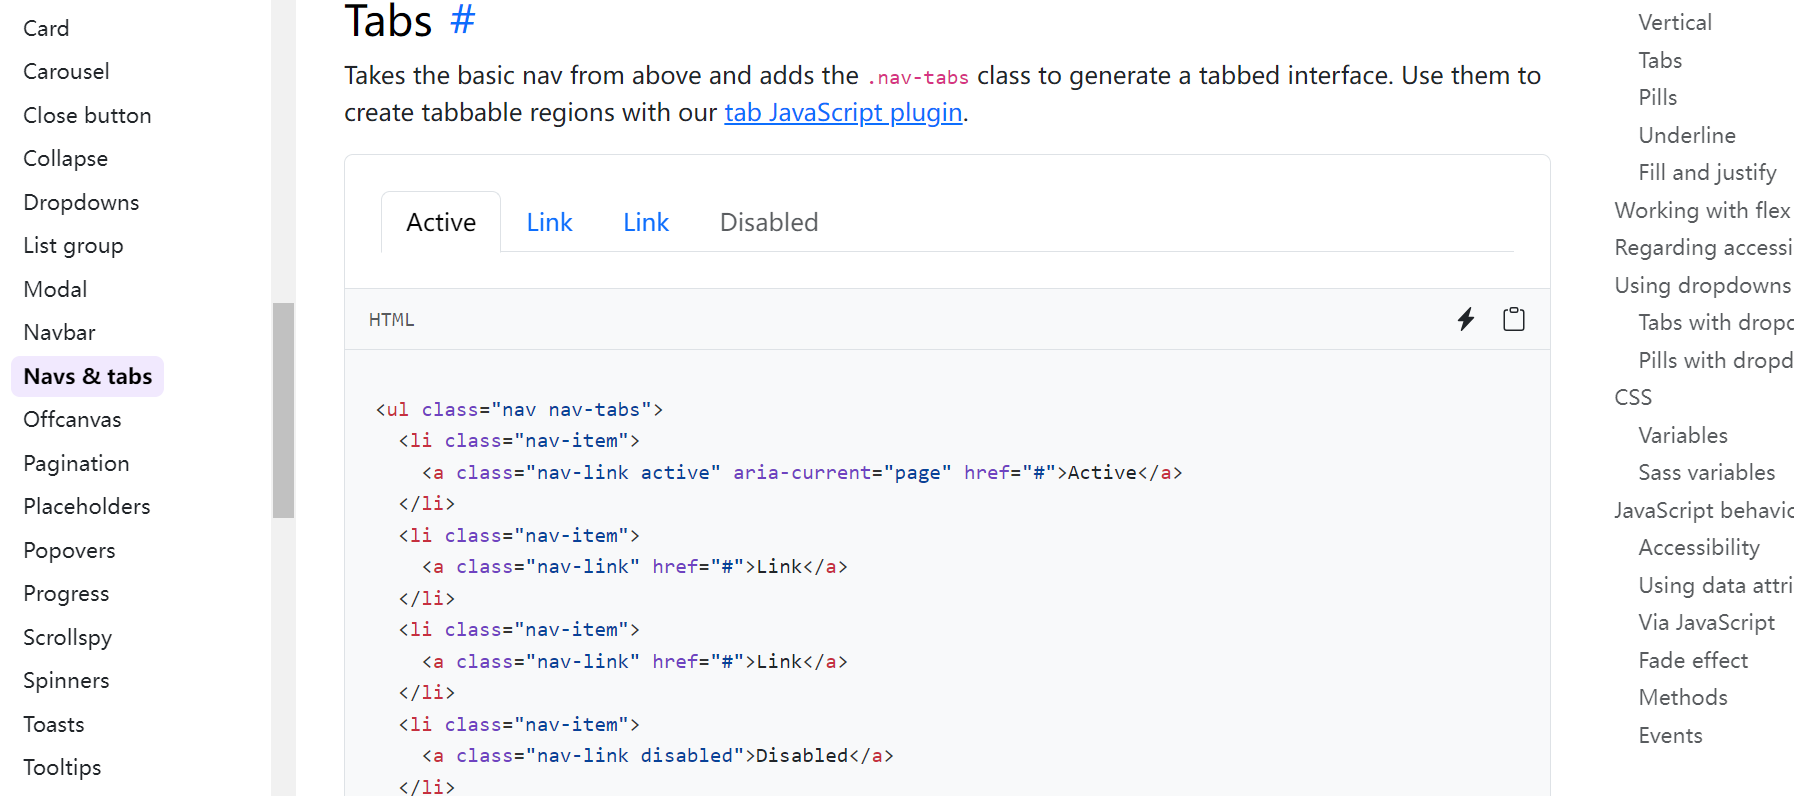 Card
Carousel
Close button
Collapse
Dropdowns
List group
Modal
Navbar
Navs & tabs
Offcanvas
Pagination
Placeholders
Popovers
Progress
Scrollspy
Spinners
Toasts
Tooltips
Tabs #
Takes the basic nav from above and adds the .nav-tabs class to generate a tabbed interface. Use them to
create tabbable regions with our tab JavaScript plugin.
Active Link Link Disabled
HTML
<ul class="nav nav-tabs">
  <li class="nav-item">
    <a class="nav-link active" aria-current="page" href="#">Active</a>
  </li>
  <li class="nav-item">
    <a class="nav-link" href="#">Link</a>
  </li>
  <li class="nav-item">
    <a class="nav-link" href="#">Link</a>
  </li>
  <li class="nav-item">
    <a class="nav-link disabled">Disabled</a>
  </li>
Vertical
Tabs
Pills
Underline
Fill and justify
Working with flex
Regarding accessi
Using dropdowns
Tabs with dropd
Pills with dropd
CSS
Variables
Sass variables
JavaScript behavio
Accessibility
Using data attri
Via JavaScript
Fade effect
Methods
Events